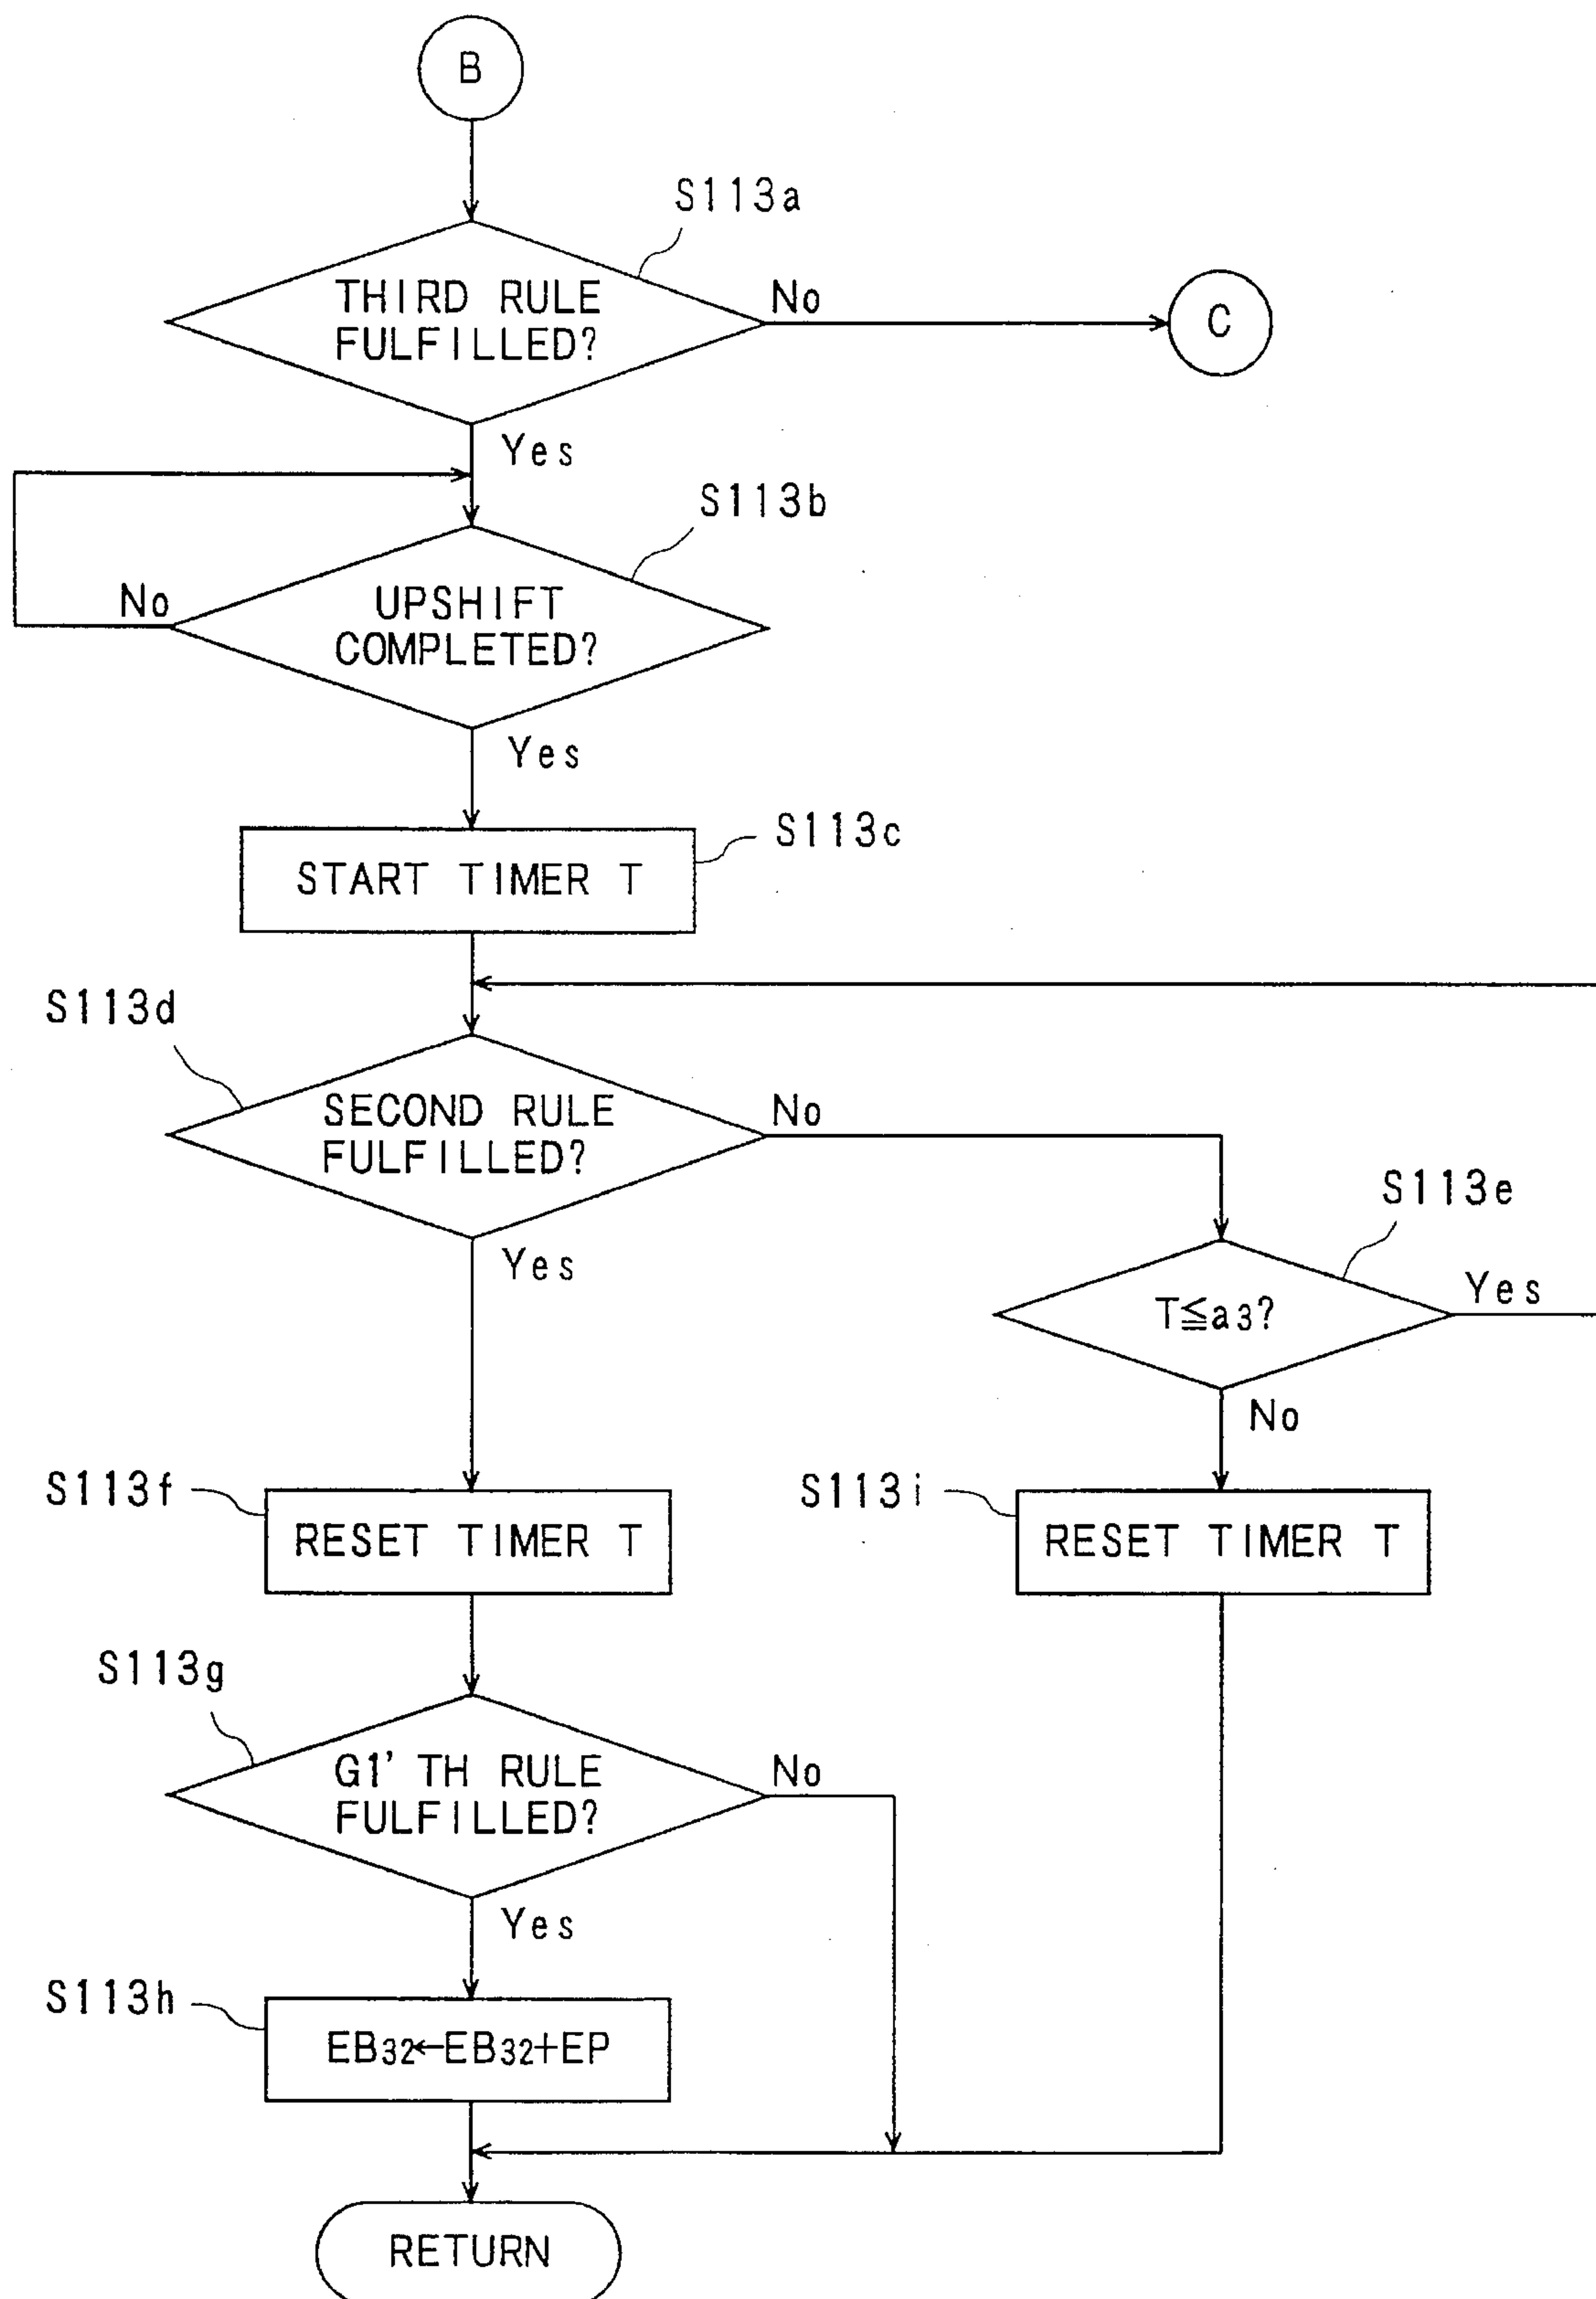 B
S113a
THIRD RULE
FULFILLED?
No
C
Yes
S113b
No
UPSHIFT
COMPLETED?
Yes
S113c
START TIMER T
S113d
SECOND RULE
FULFILLED?
No
S113e
Yes
Yes
T≦a3?
No
S113f
RESET TIMER T
S113i
RESET TIMER T
S113g
G1' TH RULE
FULFILLED?
No
Yes
S113h
EB32←EB32+EP
RETURN